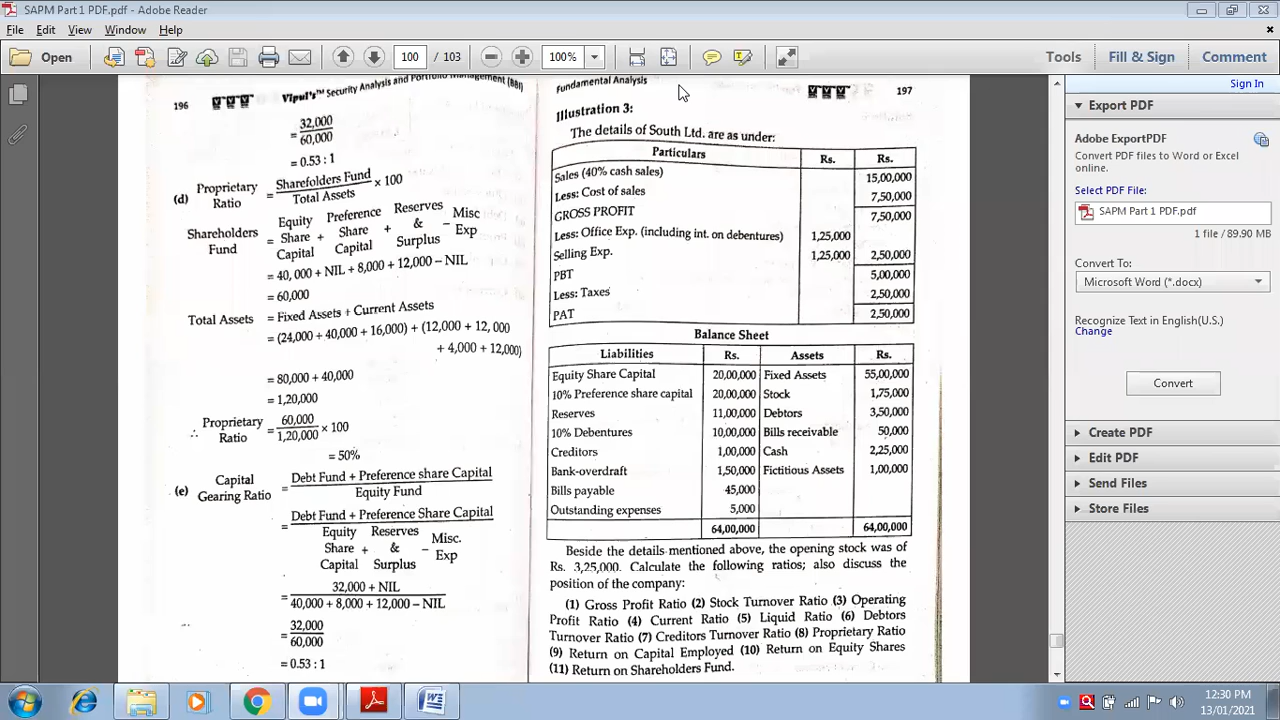 SAPM Part 1 PDF.pdf - Adobe Reader
File Edit View Window Help
Open 100 / 103 100% Tools Fill & Sign Comment
Sign In
Export PDF
Adobe ExportPDF
Convert PDF files to Word or Excel
online.
Select PDF File:
SAPM Part 1 PDF.pdf
1 file / 89.90 MB
Convert To:
Microsoft Word (*.docx)
Recognize Text in English(U.S.)
Change
Convert
Create PDF
Edit PDF
Send Files
Store Files
196 Vipul's™ Security Analysis and Portfolio Management (BBI)
= 32,000
60,000
= 0.53 : 1
(d) Proprietary Ratio = Sharefolders Fund / Total Assets × 100
Shareholders Fund = Equity Share Capital + Preference Share Capital + Reserves & Surplus − Misc Exp
= 40,000 + NIL + 8,000 + 12,000 − NIL
= 60,000
Total Assets = Fixed Assets + Current Assets
= (24,000 + 40,000 + 16,000) + (12,000 + 12,000
+ 4,000 + 12,000)
= 80,000 + 40,000
= 1,20,000
∴ Proprietary Ratio = 60,000 / 1,20,000 × 100
= 50%
(e) Capital Gearing Ratio = Debt Fund + Preference share Capital / Equity Fund
= Debt Fund + Preference Share Capital
Equity Share Capital + Reserves & Surplus − Misc. Exp
= 32,000 + NIL
40,000 + 8,000 + 12,000 − NIL
= 32,000
60,000
= 0.53 : 1
Fundamental Analysis 197
Illustration 3:
The details of South Ltd. are as under:
Particulars Rs. Rs.
Sales (40% cash sales) 15,00,000
Less: Cost of sales 7,50,000
GROSS PROFIT 7,50,000
Less: Office Exp. (including int. on debentures) 1,25,000
Selling Exp. 1,25,000 2,50,000
PBT 5,00,000
Less: Taxes 2,50,000
PAT 2,50,000
Balance Sheet
Liabilities Rs. Assets Rs.
Equity Share Capital 20,00,000 Fixed Assets 55,00,000
10% Preference share capital 20,00,000 Stock 1,75,000
Reserves 11,00,000 Debtors 3,50,000
10% Debentures 10,00,000 Bills receivable 50,000
Creditors 1,00,000 Cash 2,25,000
Bank-overdraft 1,50,000 Fictitious Assets 1,00,000
Bills payable 45,000
Outstanding expenses 5,000
64,00,000 64,00,000
Beside the details mentioned above, the opening stock was of
Rs. 3,25,000. Calculate the following ratios; also discuss the
position of the company:
(1) Gross Profit Ratio (2) Stock Turnover Ratio (3) Operating
Profit Ratio (4) Current Ratio (5) Liquid Ratio (6) Debtors
Turnover Ratio (7) Creditors Turnover Ratio (8) Proprietary Ratio
(9) Return on Capital Employed (10) Return on Equity Shares
(11) Return on Shareholders Fund.
12:30 PM
13/01/2021